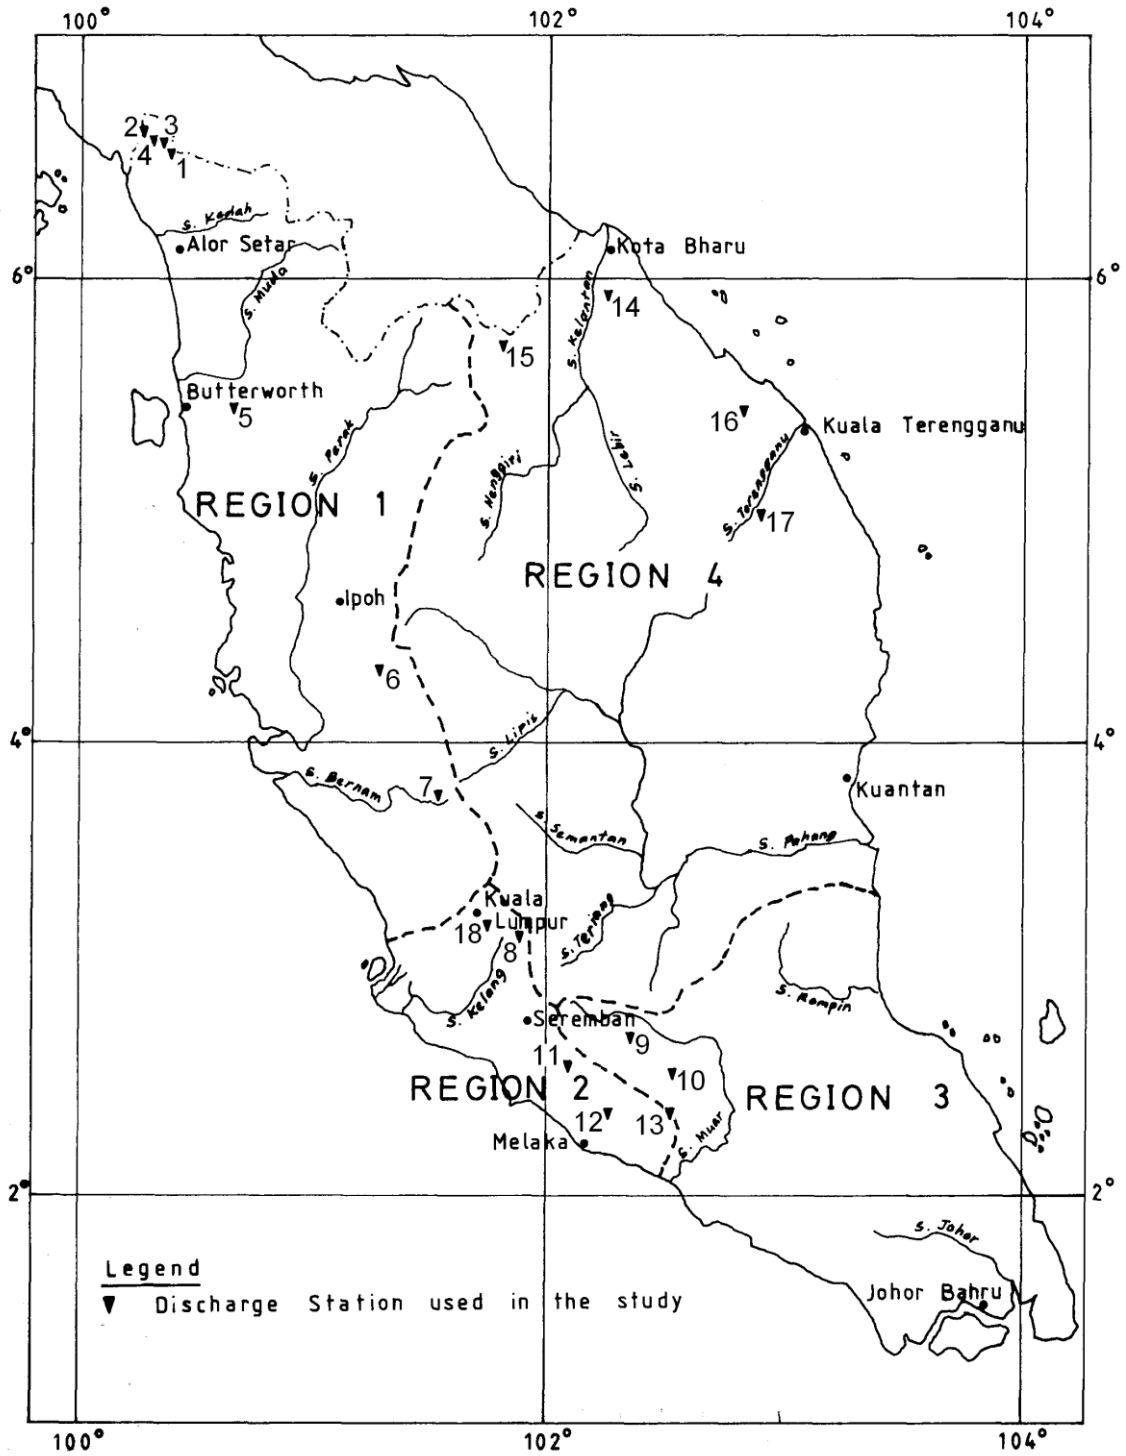 100° 102° 104°
2 3
4 1
S. Kedah
Alor Setar
Kota Bharu
6° 6°
S. Muda
14
S. Kelantan
15
Butterworth
5
16
Kuala Terengganu
S. Perak
S. Lebir
S. Nenggiri
S. Terengganu
17
REGION 1
REGION 4
Ipoh
6
4° 4°
S. Lipis
S. Bernam
7
Kuantan
S. Semantan
S. Pahang
Kuala
Lumpur
18
8
S. Teriang
S. Kelang
S. Rompin
Seremban
9
11
10
REGION 2
REGION 3
12
13
S. Muar
Melaka
2° 2°
S. Johor
Johor Bahru
Legend
Discharge Station used in the study
100° 102° 104°